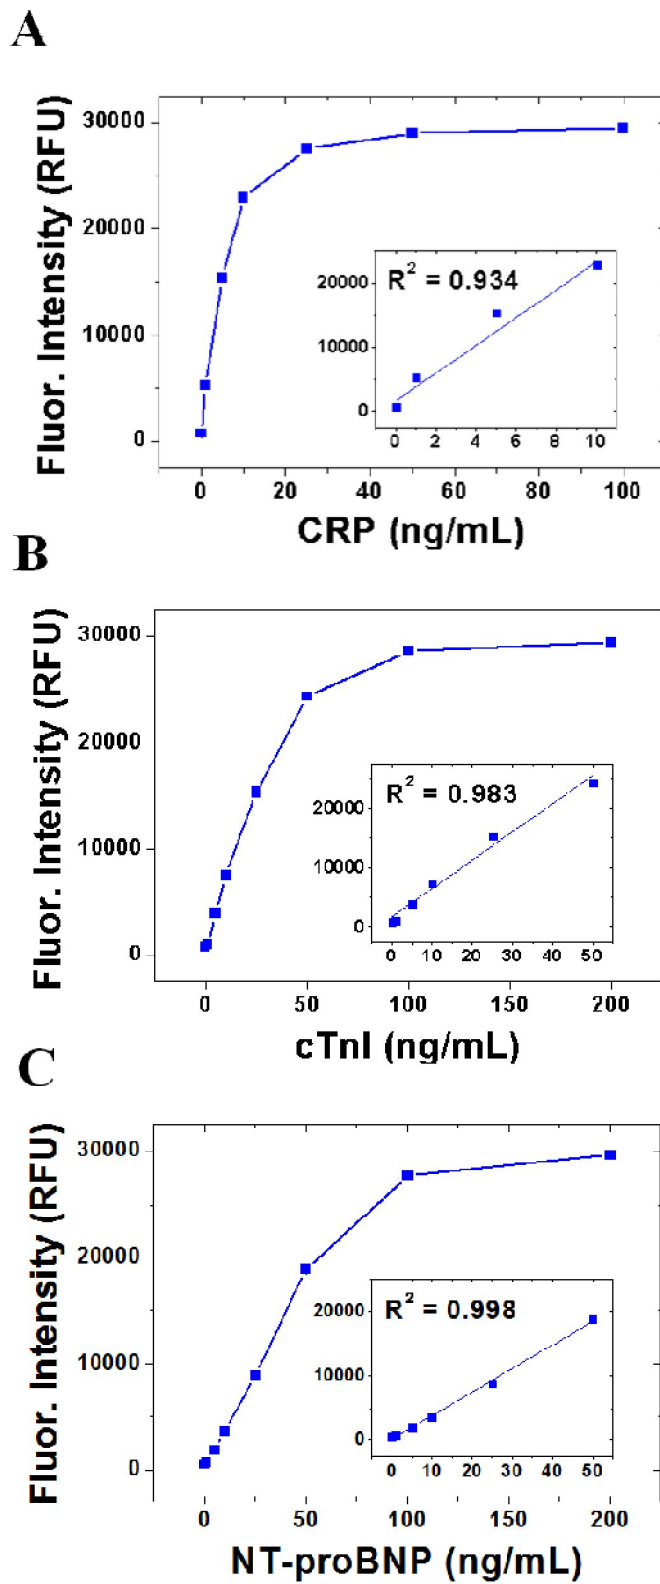 A
Fluor. Intensity (RFU)
30000
20000
10000
0
R² = 0.934
20000
10000
0
0 2 4 6 8 10
0 20 40 60 80 100
CRP (ng/mL)
B
Fluor. Intensity (RFU)
30000
20000
10000
0
R² = 0.983
20000
10000
0
0 10 20 30 40 50
0 50 100 150 200
cTnI (ng/mL)
C
Fluor. Intensity (RFU)
30000
20000
10000
0
R² = 0.998
20000
10000
0
0 10 20 30 40 50
0 50 100 150 200
NT-proBNP (ng/mL)